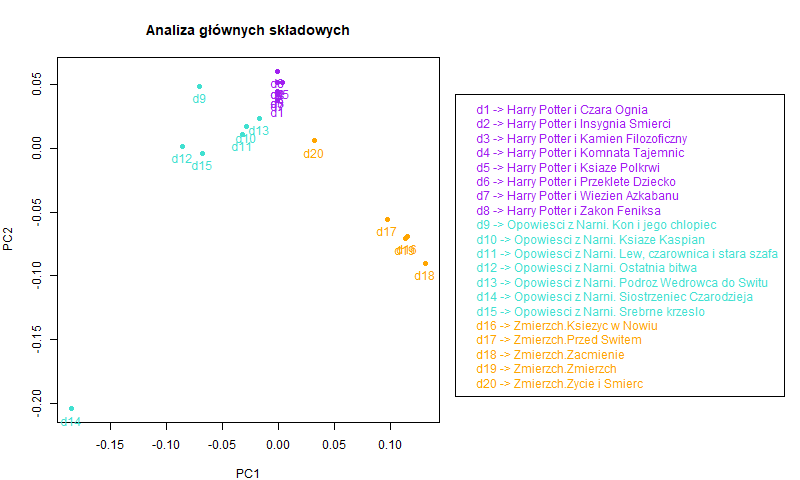 Analiza głównych składowych
PC2
0.05
0.00
-0.05
-0.10
-0.15
-0.20
-0.15
-0.10
-0.05
0.00
0.05
0.10
PC1
d9
d1
d13
d10
d11
d12
d15
d20
d17
d16
d19
d18
d14
d1 -> Harry Potter i Czara Ognia
d2 -> Harry Potter i Insygnia Smierci
d3 -> Harry Potter i Kamien Filozoficzny
d4 -> Harry Potter i Komnata Tajemnic
d5 -> Harry Potter i Ksiaze Polkrwi
d6 -> Harry Potter i Przeklete Dziecko
d7 -> Harry Potter i Wiezien Azkabanu
d8 -> Harry Potter i Zakon Feniksa
d9 -> Opowiesci z Narni. Kon i jego chlopiec
d10 -> Opowiesci z Narni. Ksiaze Kaspian
d11 -> Opowiesci z Narni. Lew, czarownica i stara szafa
d12 -> Opowiesci z Narni. Ostatnia bitwa
d13 -> Opowiesci z Narni. Podroz Wedrowca do Switu
d14 -> Opowiesci z Narni. Siostrzeniec Czarodzieja
d15 -> Opowiesci z Narni. Srebrne krzeslo
d16 -> Zmierzch.Ksiezyc w Nowiu
d17 -> Zmierzch.Przed Switem
d18 -> Zmierzch.Zacmienie
d19 -> Zmierzch.Zmierzch
d20 -> Zmierzch.Zycie i Smierc